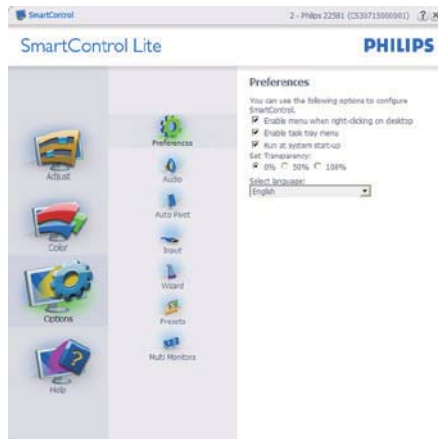 SmartControl
2 - Philips 225B1 (CS30715000001)
SmartControl Lite
PHILIPS
Adjust
Color
Options
Help
Preferences
Audio
Auto Pivot
Input
Wizard
Presets
Multi Monitors
Preferences
You can use the following options to configure
SmartControl.
Enable menu when right-clicking on desktop
Enable task tray menu
Run at system start-up
Set Transparency:
0% 50% 100%
Select language:
English